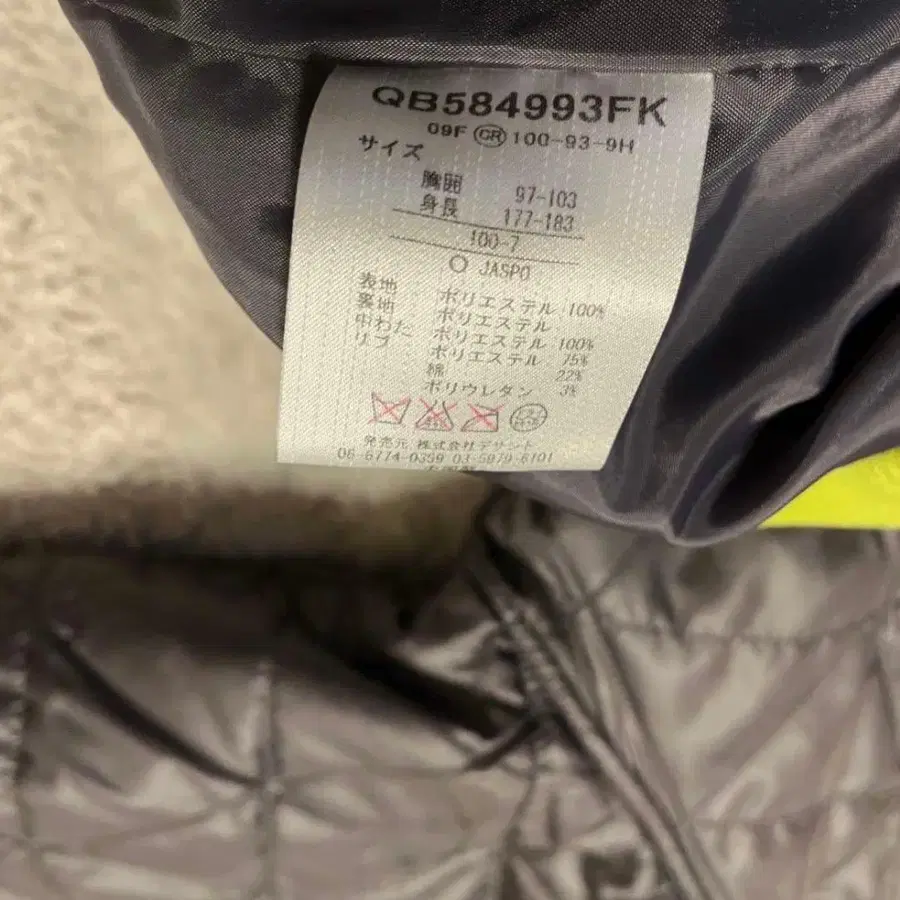 QB584993FK
09F CR 100-93-9H
サイズ
胸囲 97-103
身長 177-183
100-7
○ JASPO
表地 ポリエステル 100%
裏地 ポリエステル
中わた ポリエステル 100%
リブ ポリエステル 75%
綿 22%
ポリウレタン 3%
発売元 株式会社デサント
06-6774-0359 03-5979-6101